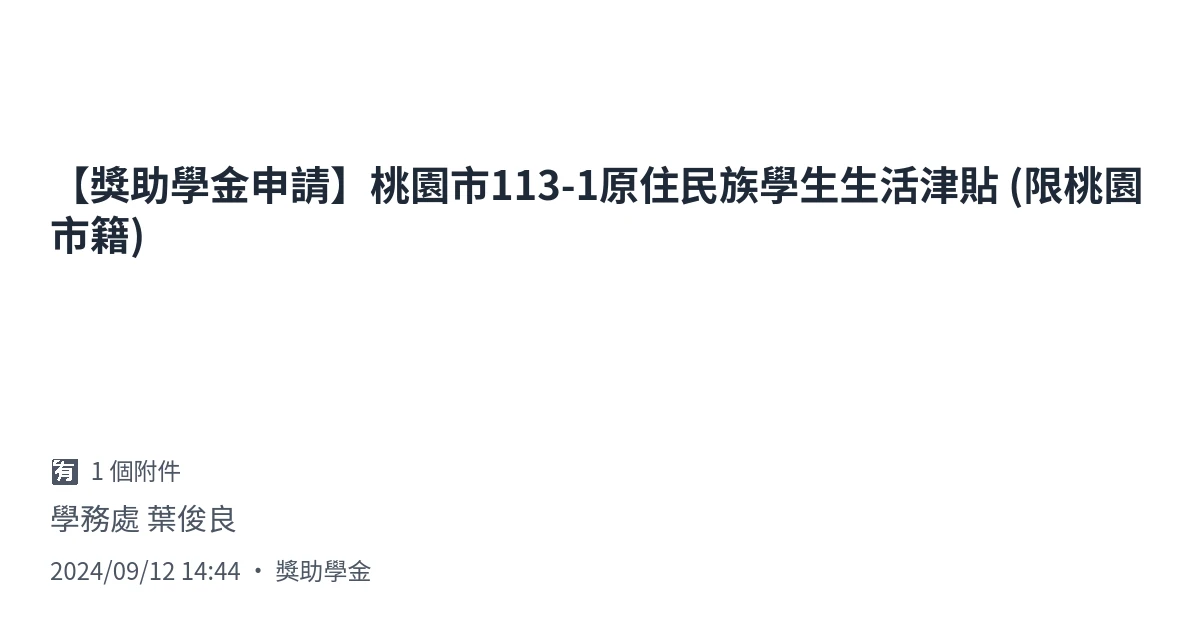 【獎助學金申請】桃園市113-1原住民族學生生活津貼 (限桃園
市籍)
🈶 1 個附件
學務處 葉俊良
2024/09/12 14:44 • 獎助學金